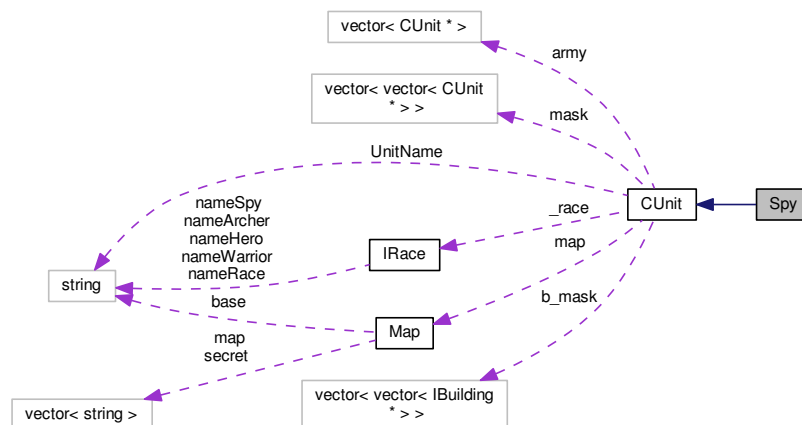 vector< CUnit * >
army
vector< vector< CUnit
* > >
mask
UnitName
nameSpy
nameArcher
nameHero
nameWarrior
nameRace
_race
CUnit
Spy
IRace
map
string
base
Map
b_mask
map
secret
vector< string >
vector< vector< IBuilding
* > >